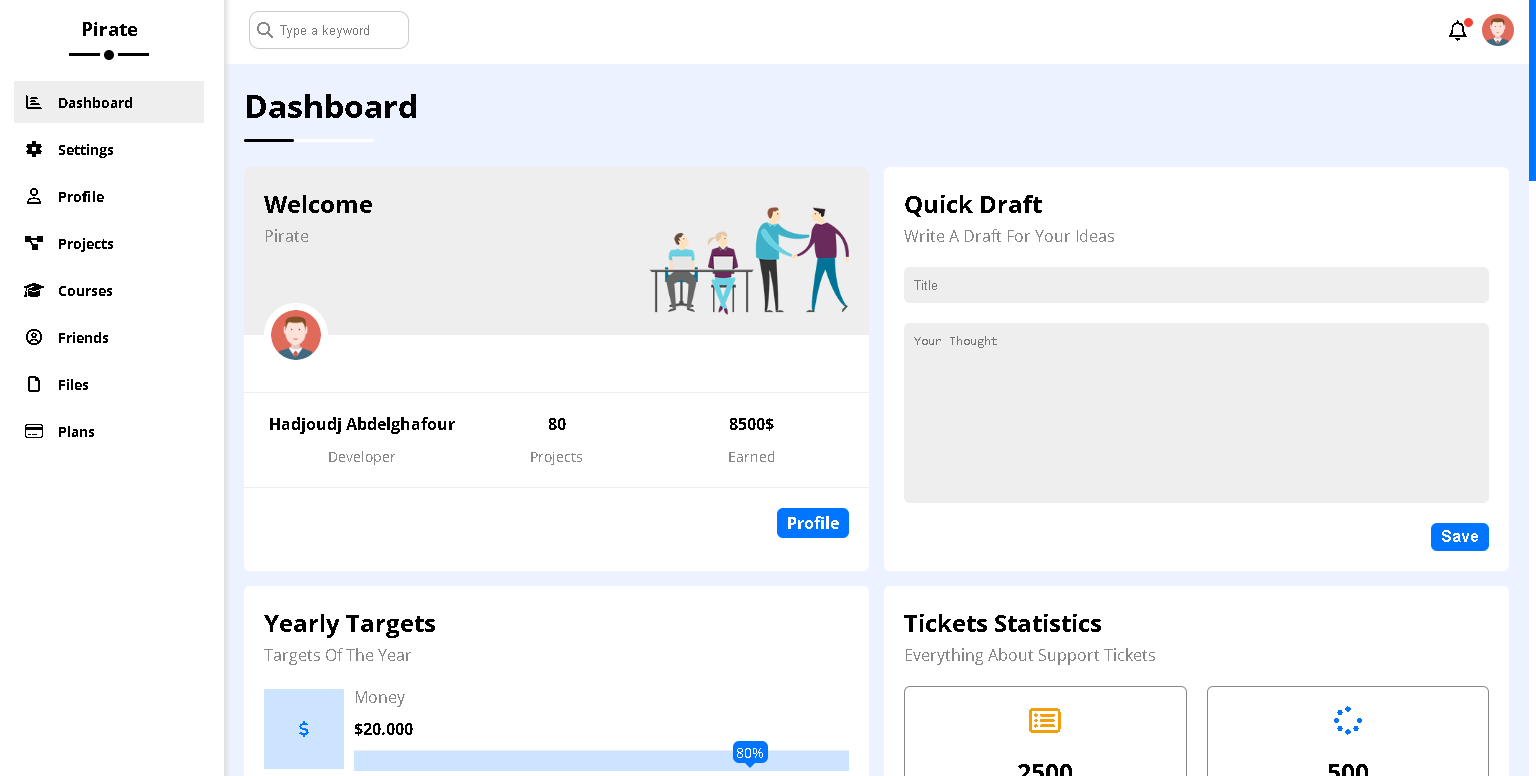 Pirate
Type a keyword
Dashboard
Settings
Profile
Projects
Courses
Friends
Files
Plans
Dashboard
Welcome
Pirate
Hadjoudj Abdelghafour
Developer
80
Projects
8500$
Earned
Profile
Quick Draft
Write A Draft For Your Ideas
Title
Your Thought
Save
Yearly Targets
Targets Of The Year
$
Money
$20.000
80%
Tickets Statistics
Everything About Support Tickets
2500
500